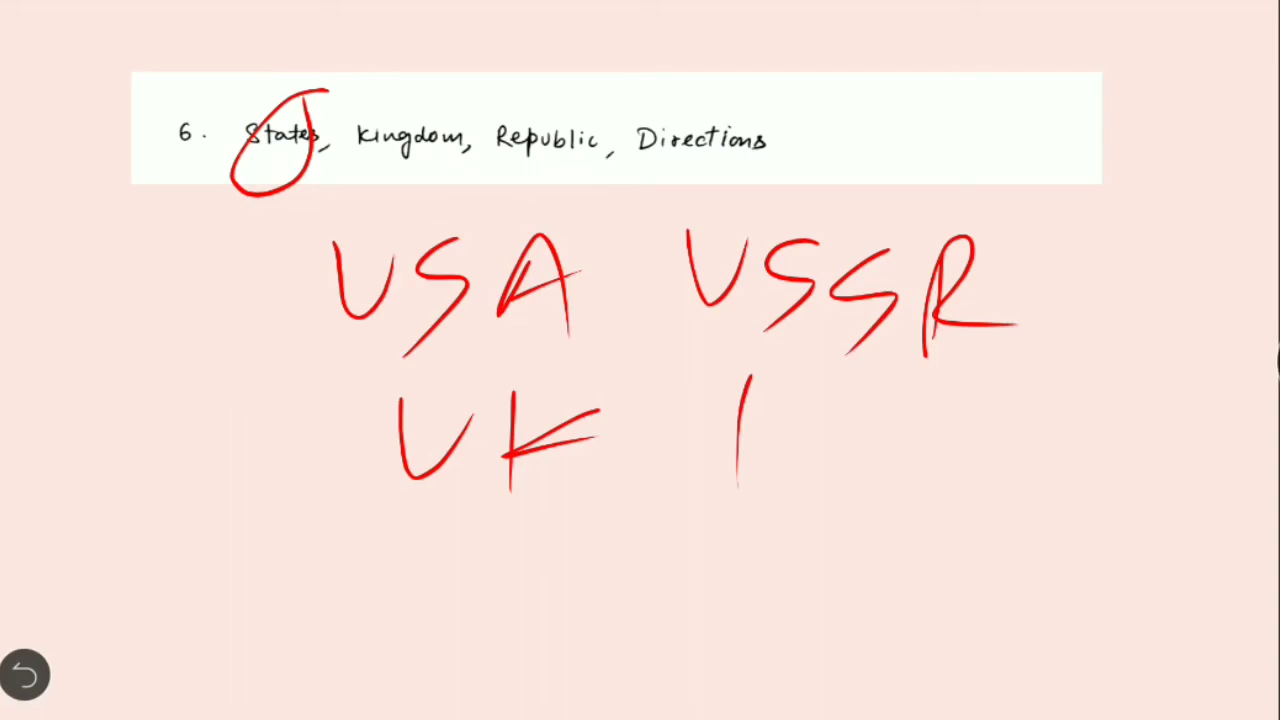 6. States, Kingdom, Republic, Directions
USA USSR
UK